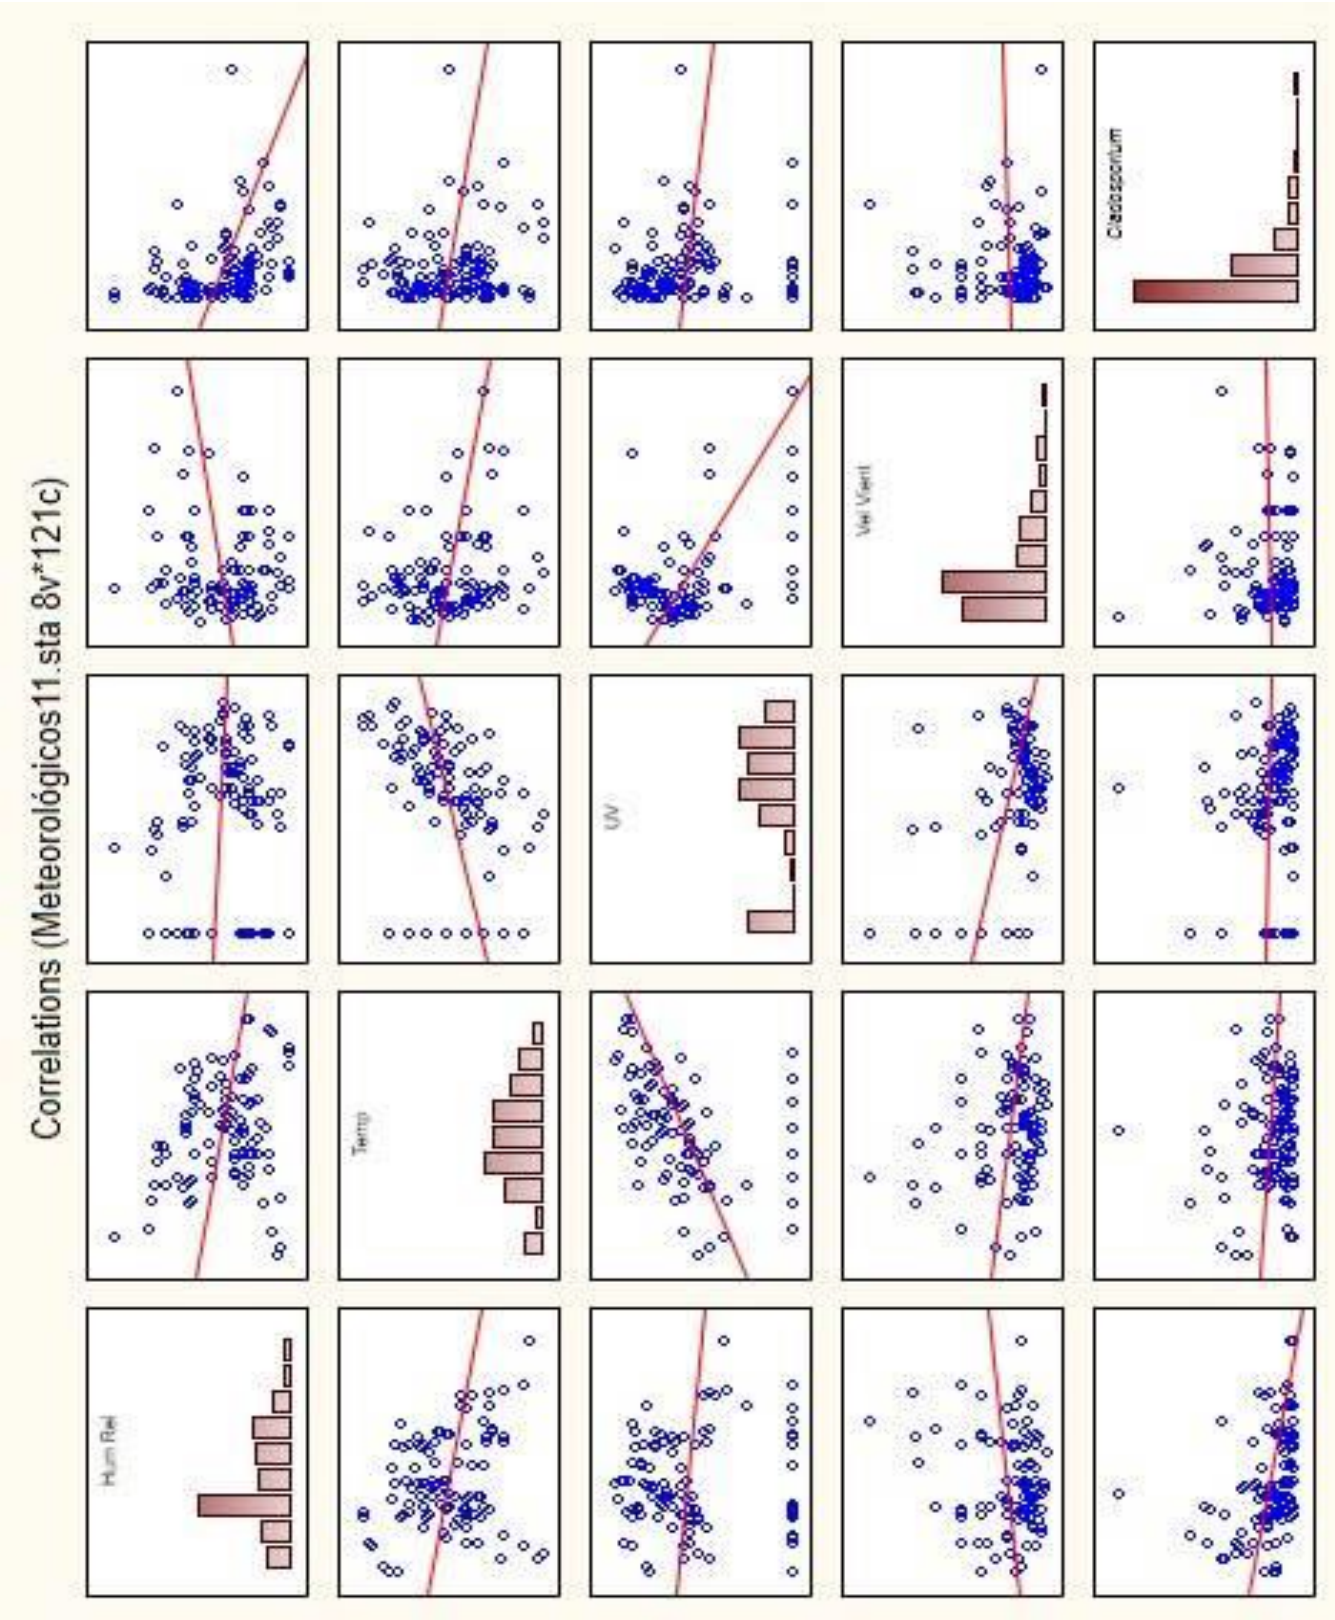 Correlations (Meteorológicos11.sta 8v*121c)
Hum Rel
Temp
UV
Vel Vient
Cladosporium